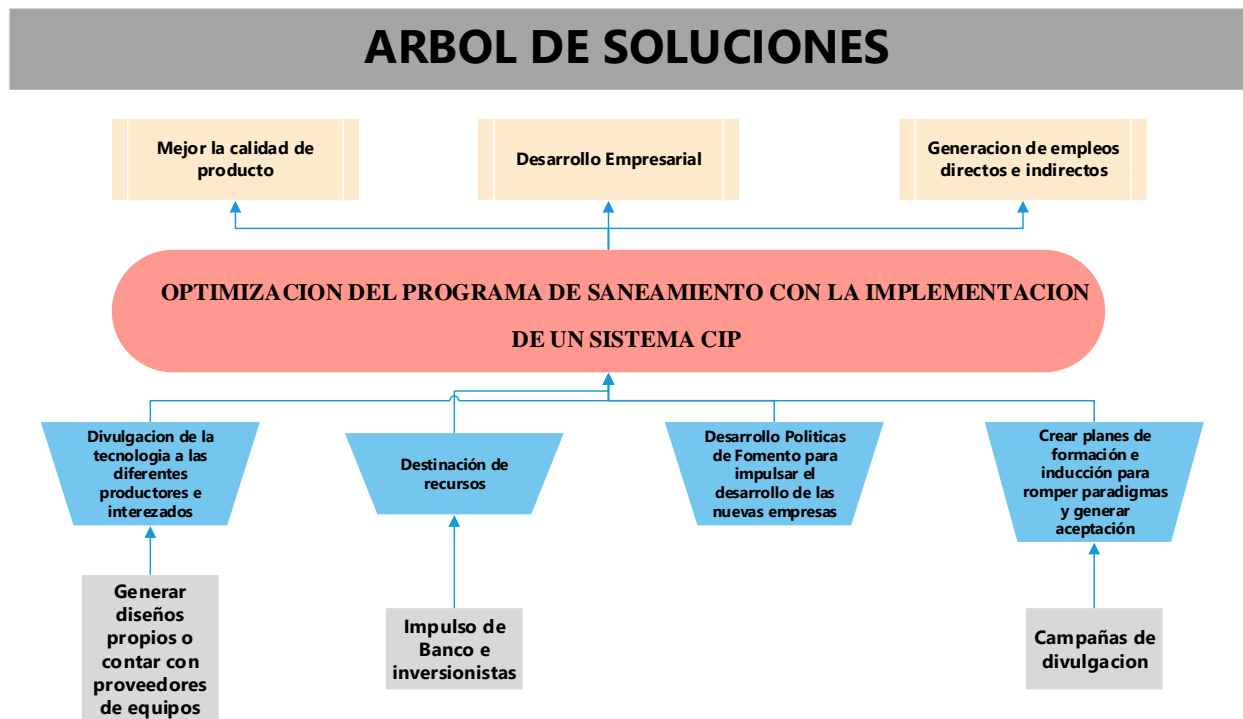 ARBOL DE SOLUCIONES
Mejor la calidad de
producto
Desarrollo Empresarial
Generacion de empleos
directos e indirectos
OPTIMIZACION DEL PROGRAMA DE SANEAMIENTO CON LA IMPLEMENTACION
DE UN SISTEMA CIP
Divulgacion de la
tecnologia a las
diferentes
productores e
interezados
Destinación de
recursos
Desarrollo Politicas
de Fomento para
impulsar el
desarrollo de las
nuevas empresas
Crear planes de
formación e
inducción para
romper paradigmas
y generar
aceptación
Generar
diseños
propios o
contar con
proveedores
de equipos
Impulso de
Banco e
inversionistas
Campañas de
divulgacion